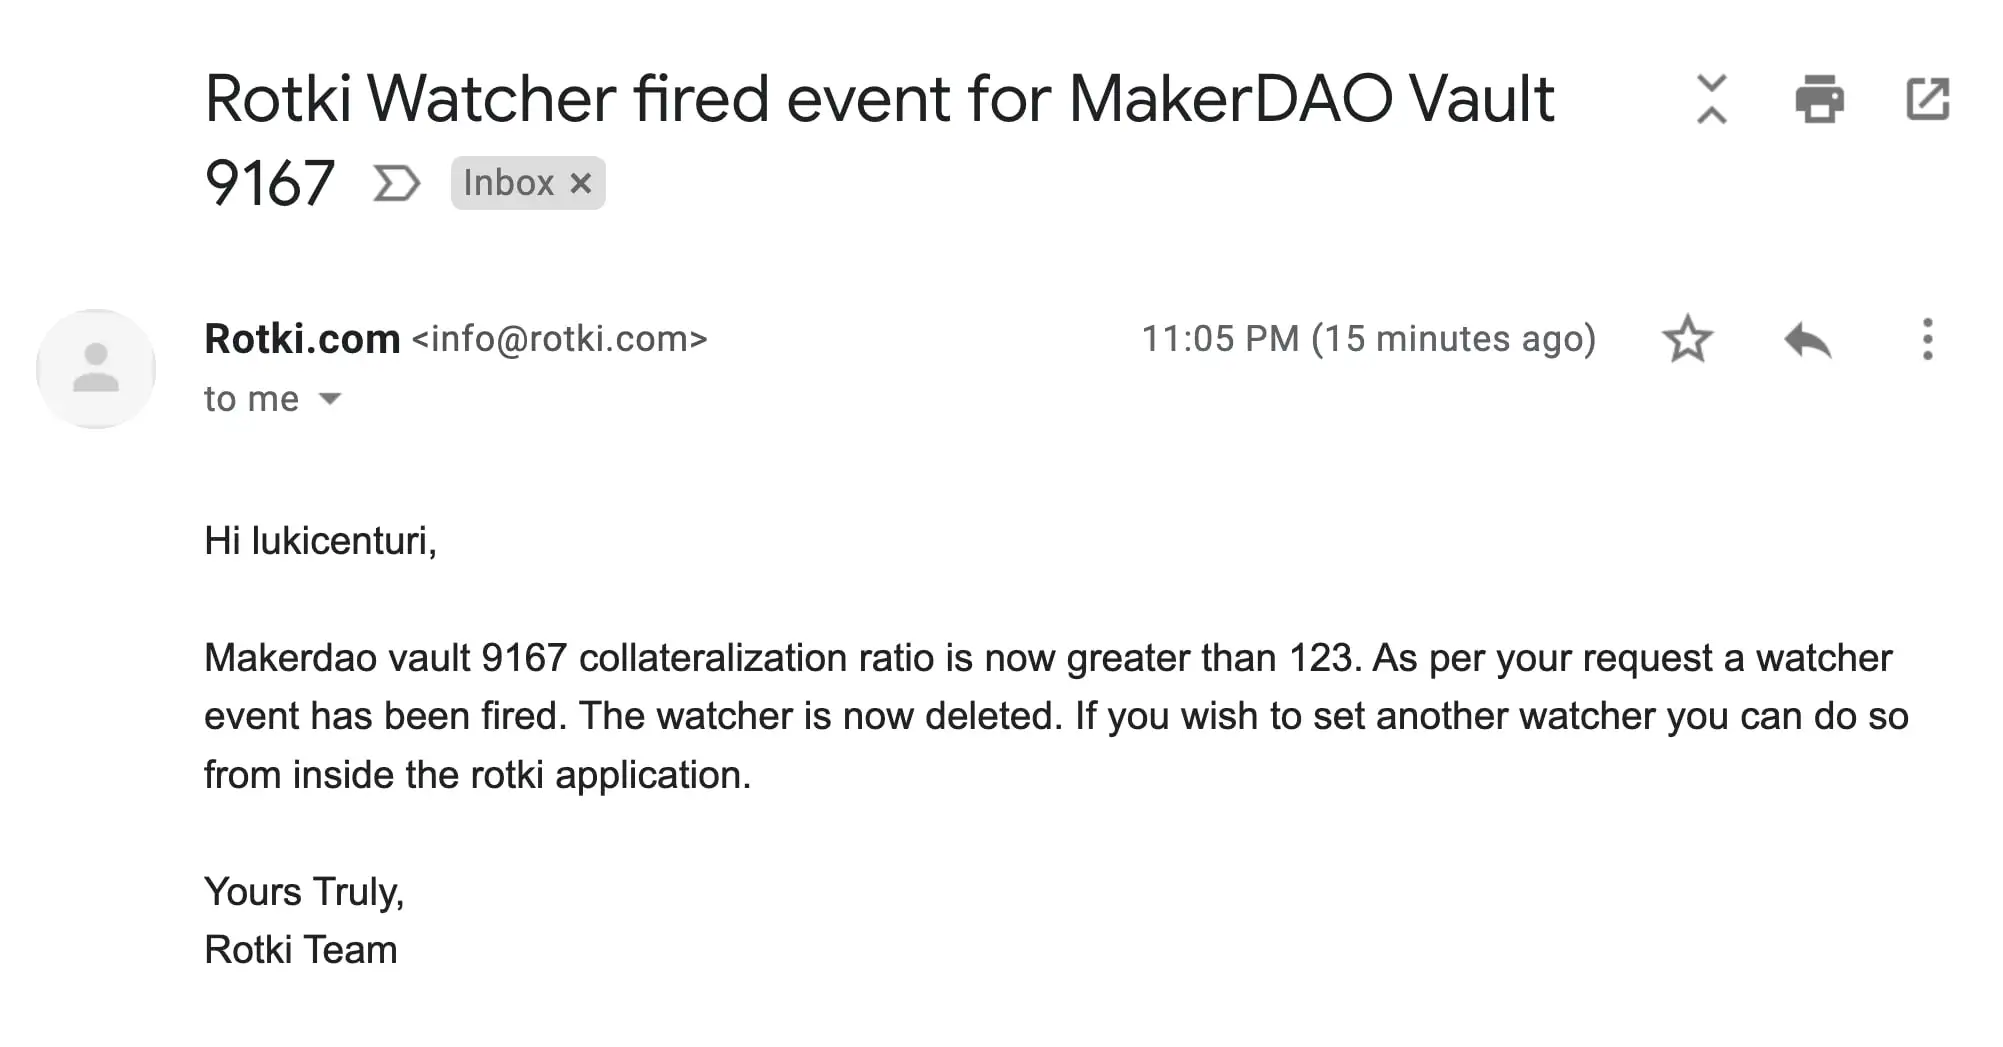 Rotki Watcher fired event for MakerDAO Vault
9167 Inbox ×
Rotki.com <info@rotki.com> 11:05 PM (15 minutes ago)
to me
Hi lukicenturi,
Makerdao vault 9167 collateralization ratio is now greater than 123. As per your request a watcher
event has been fired. The watcher is now deleted. If you wish to set another watcher you can do so
from inside the rotki application.
Yours Truly,
Rotki Team